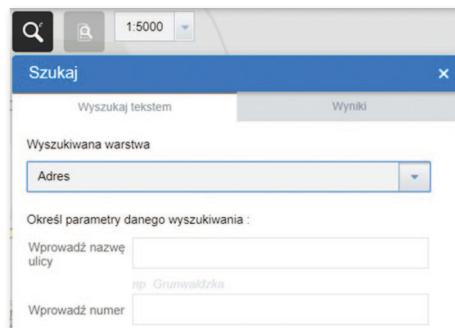 1:5000
Szukaj ×
Wyszukaj tekstem Wyniki
Wyszukiwana warstwa
Adres
Określ parametry danego wyszukiwania :
Wprowadź nazwę
ulicy
np Grunwaldzka
Wprowadź numer